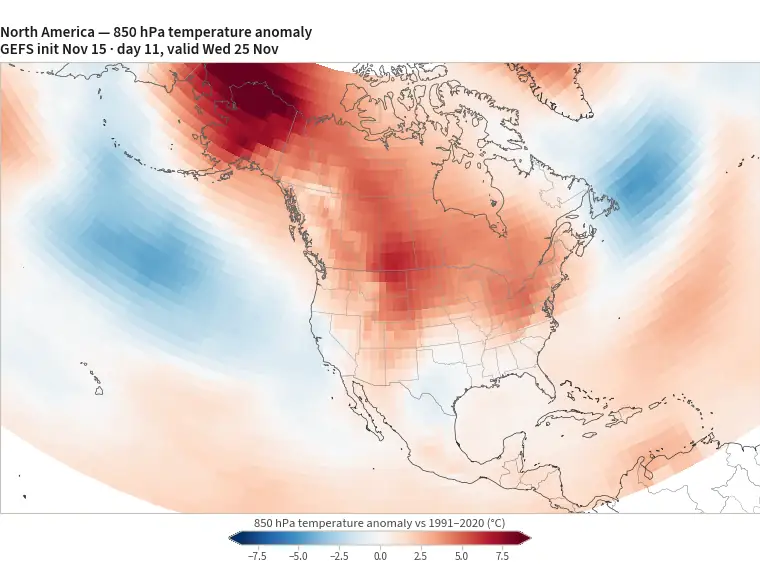 North America — 850 hPa temperature anomaly
GEFS init Nov 15 · day 11, valid Wed 25 Nov
850 hPa temperature anomaly vs 1991–2020 (°C)
−7.5 −5.0 −2.5 0.0 2.5 5.0 7.5